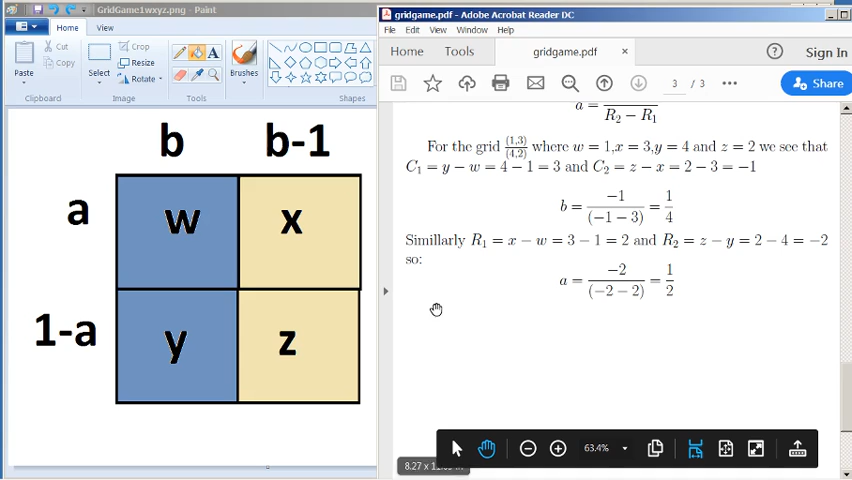 GridGame1wxyz.png - Paint
Home View
Paste
Cut
Copy
Clipboard
Select
Crop
Resize
Rotate
Image
A
Tools
Brushes
Shapes
b b-1
a w x
1-a y z
gridgame.pdf - Adobe Acrobat Reader DC
File Edit View Window Help
Home Tools gridgame.pdf × ? Sign In
3 / 3 Share
a = / (R₂ − R₁)
For the grid (1,3)/(4,2) where w = 1, x = 3, y = 4 and z = 2 we see that
C₁ = y − w = 4 − 1 = 3 and C₂ = z − x = 2 − 3 = −1
b = −1/(−1 − 3) = 1/4
Simillarly R₁ = x − w = 3 − 1 = 2 and R₂ = z − y = 2 − 4 = −2
so:
a = −2/(−2 − 2) = 1/2
63.4%